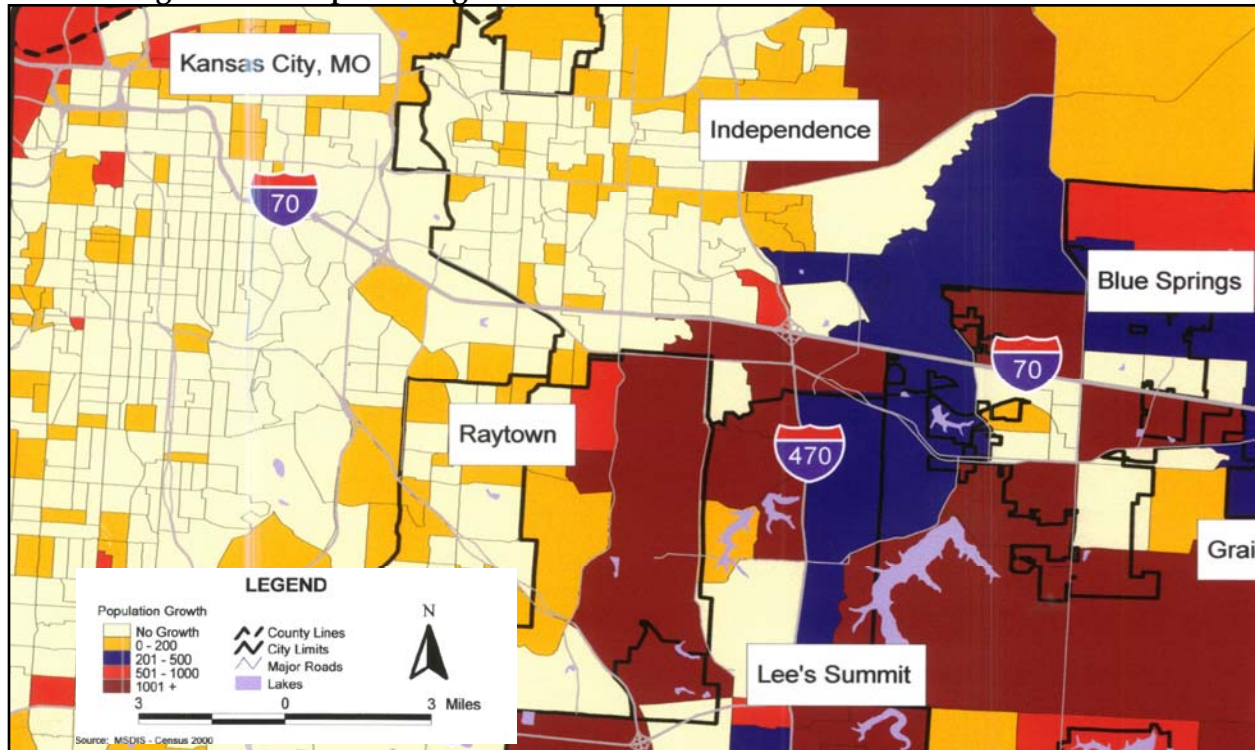 Kansas City, MO
Independence
70
Blue Springs
70
Raytown
470
Grai
Lee's Summit
LEGEND
Population Growth
No Growth
0 - 200
201 - 500
501 - 1000
1001 +
County Lines
City Limits
Major Roads
Lakes
N
3 0 3 Miles
Source: MSDIS - Census 2000